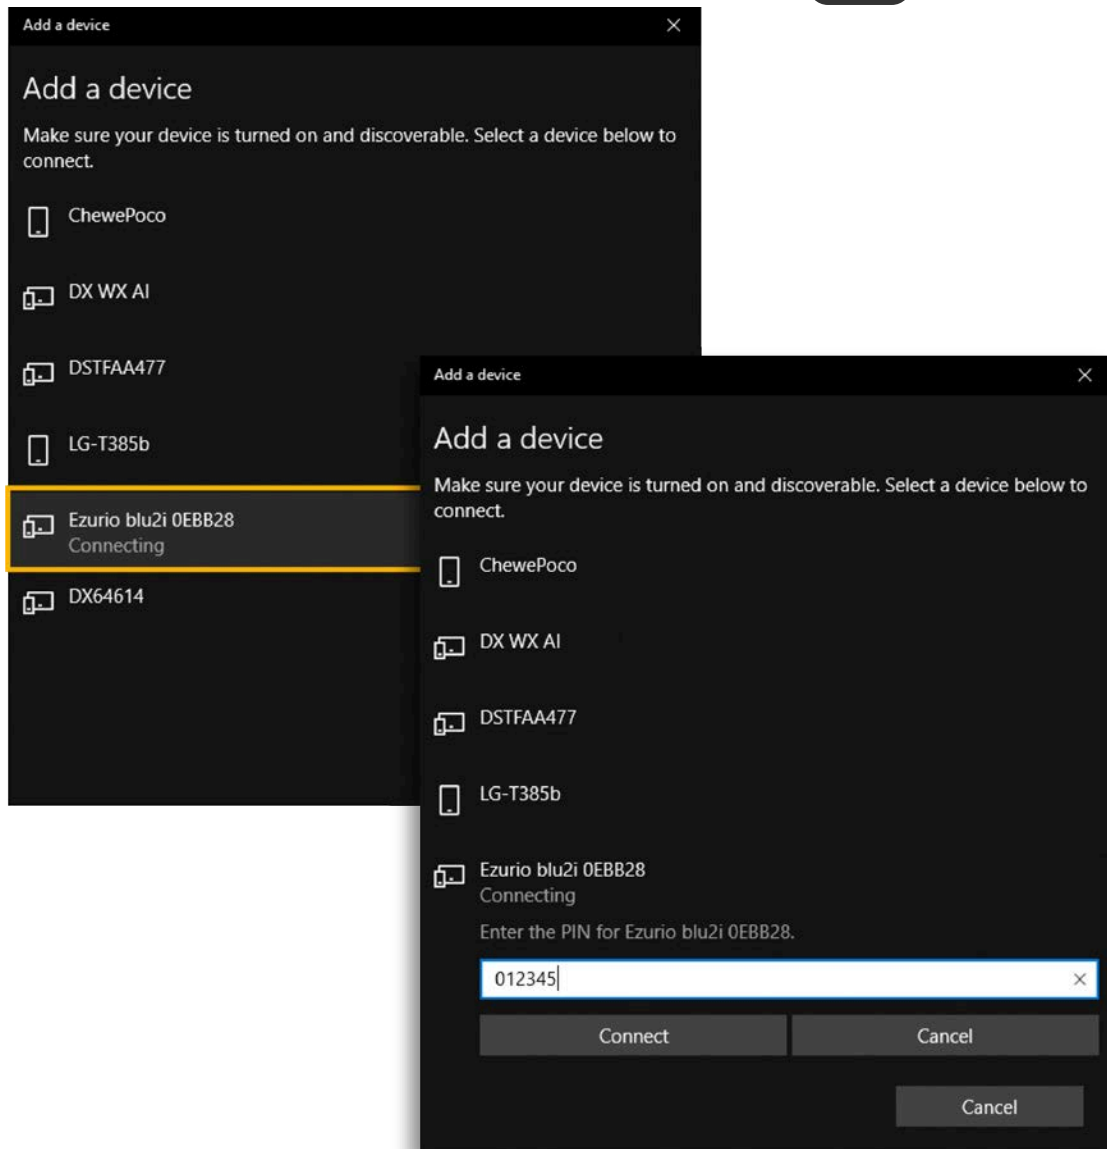 Add a device
Add a device
Make sure your device is turned on and discoverable. Select a device below to
connect.
ChewePoco
DX WX AI
DSTFAA477
LG-T385b
Ezurio blu2i 0EBB28
Connecting
DX64614
Add a device
Add a device
Make sure your device is turned on and discoverable. Select a device below to
connect.
ChewePoco
DX WX AI
DSTFAA477
LG-T385b
Ezurio blu2i 0EBB28
Connecting
Enter the PIN for Ezurio blu2i 0EBB28.
012345
Connect
Cancel
Cancel